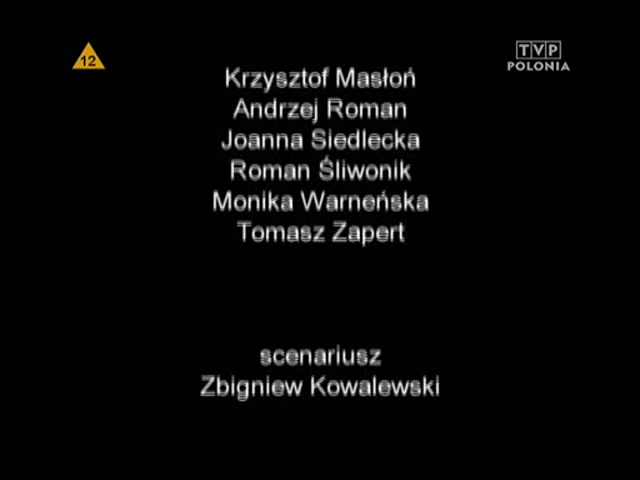 12
TVP
POLONIA
Krzysztof Masłoń
Andrzej Roman
Joanna Siedlecka
Roman Śliwonik
Monika Warneńska
Tomasz Zapert
scenariusz
Zbigniew Kowalewski